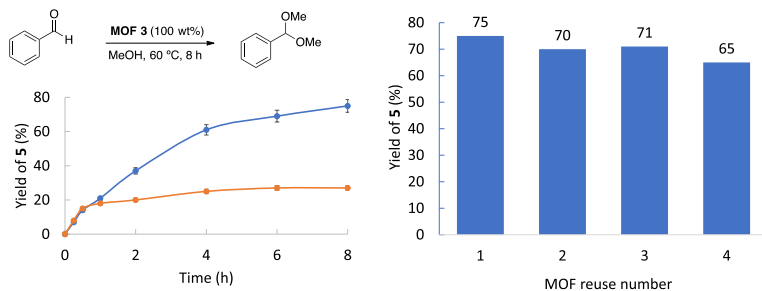 O
H
MOF 3 (100 wt%)
MeOH, 60 ºC, 8 h
OMe
OMe
Yield of 5 (%)
80
60
40
20
0
0 2 4 6 8
Time (h)
Yield of 5 (%)
80
70
60
50
40
30
20
10
0
75 70 71 65
1 2 3 4
MOF reuse number